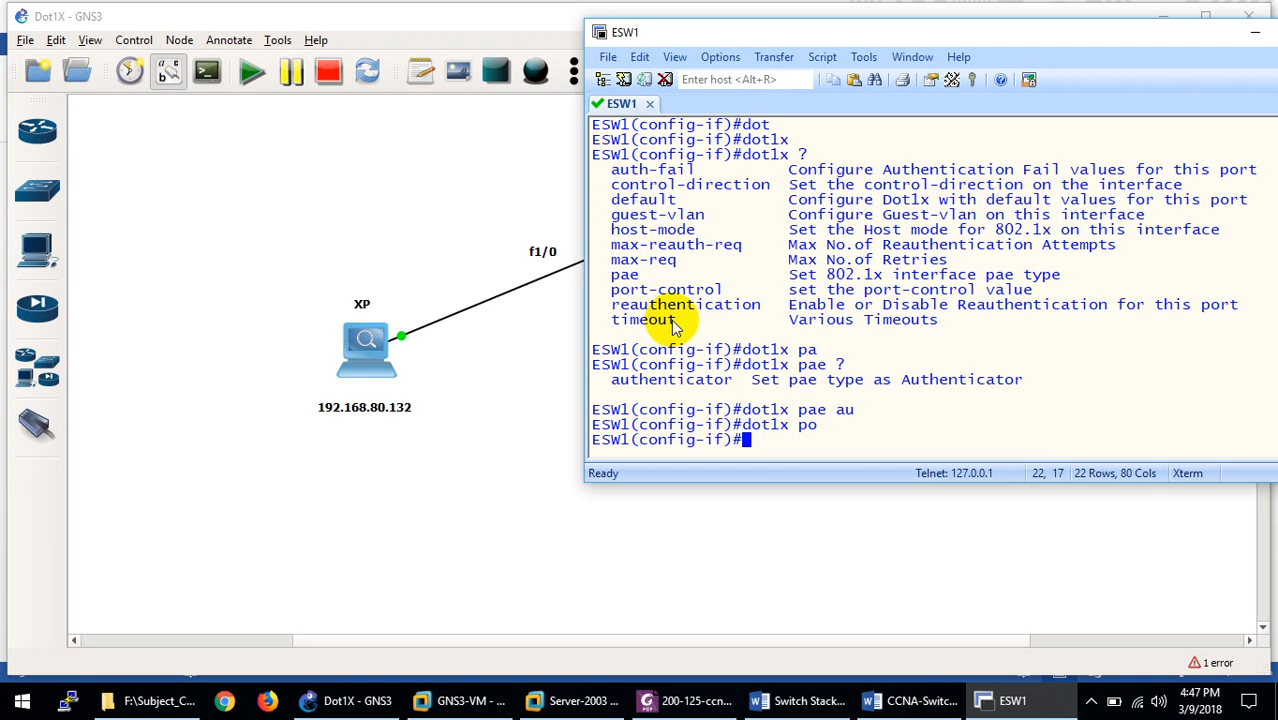 Dot1X - GNS3
File Edit View Control Node Annotate Tools Help
f1/0
XP
192.168.80.132
1 error
ESW1
File Edit View Options Transfer Script Tools Window Help
Enter host <Alt+R>
ESW1
ESW1(config-if)#dot
ESW1(config-if)#dot1x
ESW1(config-if)#dot1x ?
auth-fail Configure Authentication Fail values for this port
control-direction Set the control-direction on the interface
default Configure Dot1x with default values for this port
guest-vlan Configure Guest-vlan on this interface
host-mode Set the Host mode for 802.1x on this interface
max-reauth-req Max No.of Reauthentication Attempts
max-req Max No.of Retries
pae Set 802.1x interface pae type
port-control set the port-control value
reauthentication Enable or Disable Reauthentication for this port
timeout Various Timeouts
ESW1(config-if)#dot1x pa
ESW1(config-if)#dot1x pae ?
authenticator Set pae type as Authenticator
ESW1(config-if)#dot1x pae au
ESW1(config-if)#dot1x po
ESW1(config-if)#
Ready Telnet: 127.0.0.1 22, 17 22 Rows, 80 Cols Xterm
F:\Subject_C... Dot1X - GNS3 GNS3-VM - ... Server-2003 ... 200-125-ccn... Switch Stack... CCNA-Switc... ESW1
4:47 PM
3/9/2018